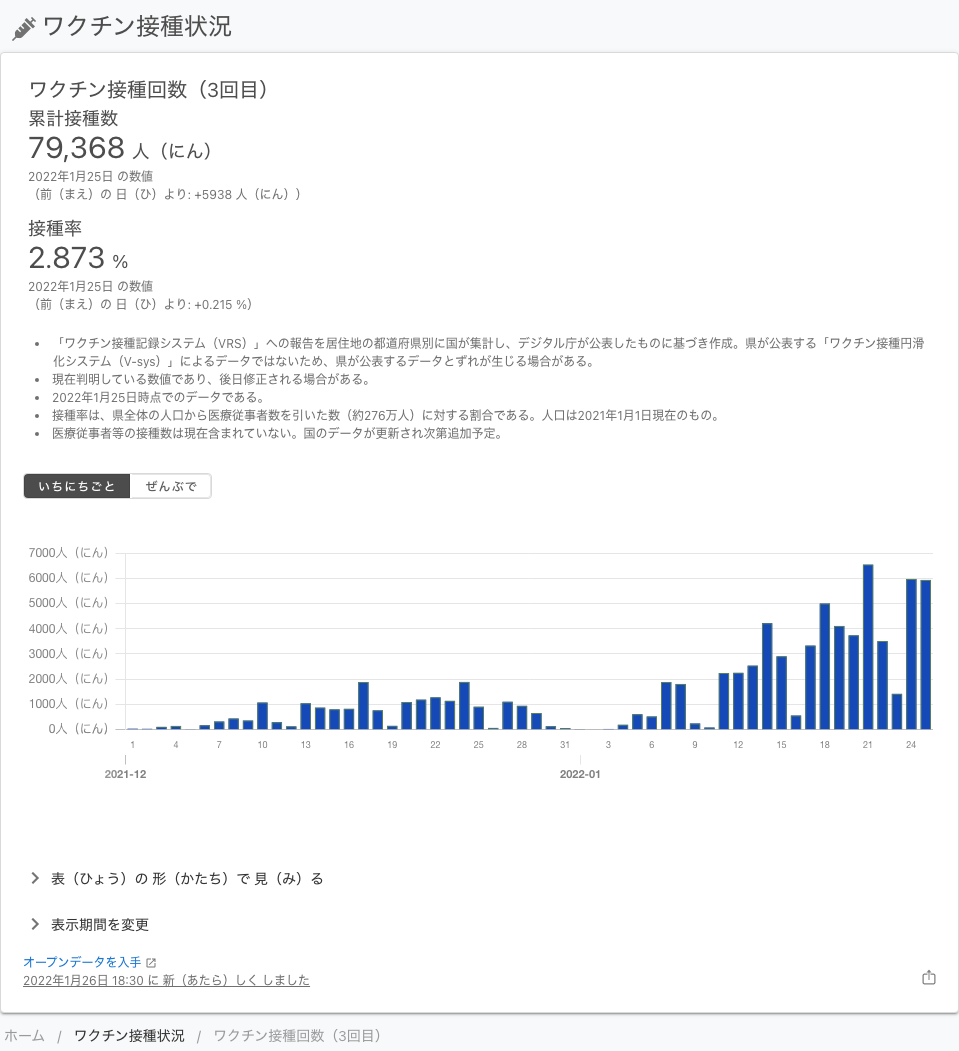 ワクチン接種状況
ワクチン接種回数（3回目）
累計接種数
79,368 人（にん）
2022年1月25日 の数値
（前（まえ）の 日（ひ）より: +5938 人（にん））
接種率
2.873 %
2022年1月25日 の数値
（前（まえ）の 日（ひ）より: +0.215 %）
• 「ワクチン接種記録システム（VRS）」への報告を居住地の都道府県別に国が集計し、デジタル庁が公表したものに基づき作成。県が公表する「ワクチン接種円滑
化システム（V-sys）」によるデータではないため、県が公表するデータとずれが生じる場合がある。
• 現在判明している数値であり、後日修正される場合がある。
• 2022年1月25日時点でのデータである。
• 接種率は、県全体の人口から医療従事者数を引いた数（約276万人）に対する割合である。人口は2021年1月1日現在のもの。
• 医療従事者等の接種数は現在含まれていない。国のデータが更新され次第追加予定。
いちにちごと ぜんぶで
7000人（にん）
6000人（にん）
5000人（にん）
4000人（にん）
3000人（にん）
2000人（にん）
1000人（にん）
0人（にん）
1 4 7 10 13 16 19 22 25 28 31 3 6 9 12 15 18 21 24
2021-12 2022-01
表（ひょう）の 形（かたち）で 見（み）る
表示期間を変更
オープンデータを入手
2022年1月26日 18:30 に 新（あたら）しく しました
ホーム / ワクチン接種状況 / ワクチン接種回数（3回目）